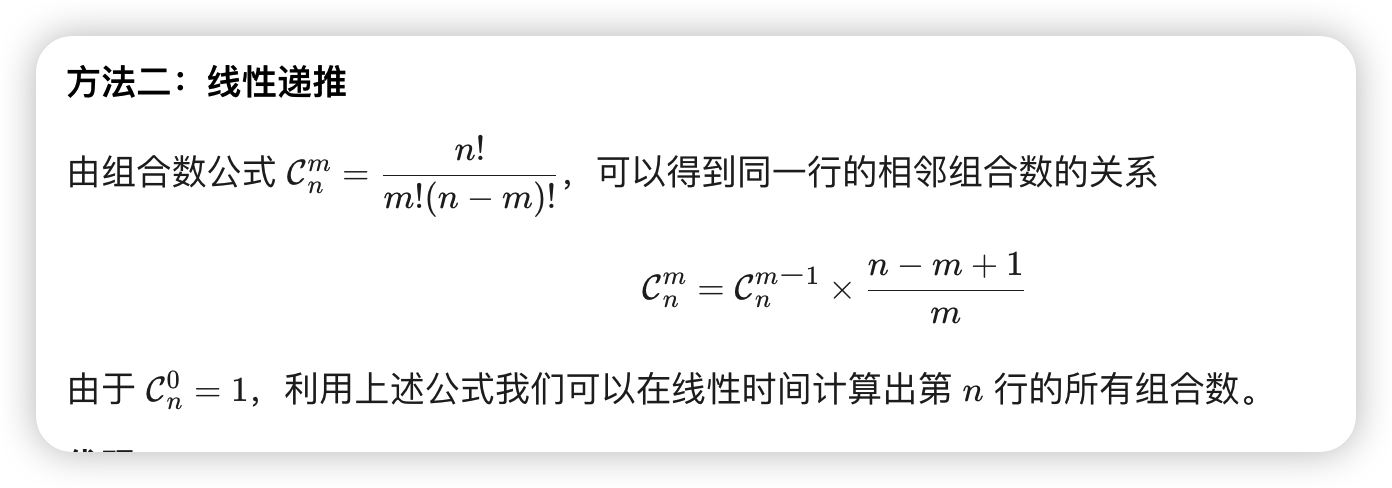 方法二：线性递推
由组合数公式 $\mathcal{C}_n^m = \dfrac{n!}{m!(n-m)!}$，可以得到同一行的相邻组合数的关系
$\mathcal{C}_n^m = \mathcal{C}_n^{m-1} \times \dfrac{n-m+1}{m}$
由于 $\mathcal{C}_n^0 = 1$，利用上述公式我们可以在线性时间计算出第 $n$ 行的所有组合数。